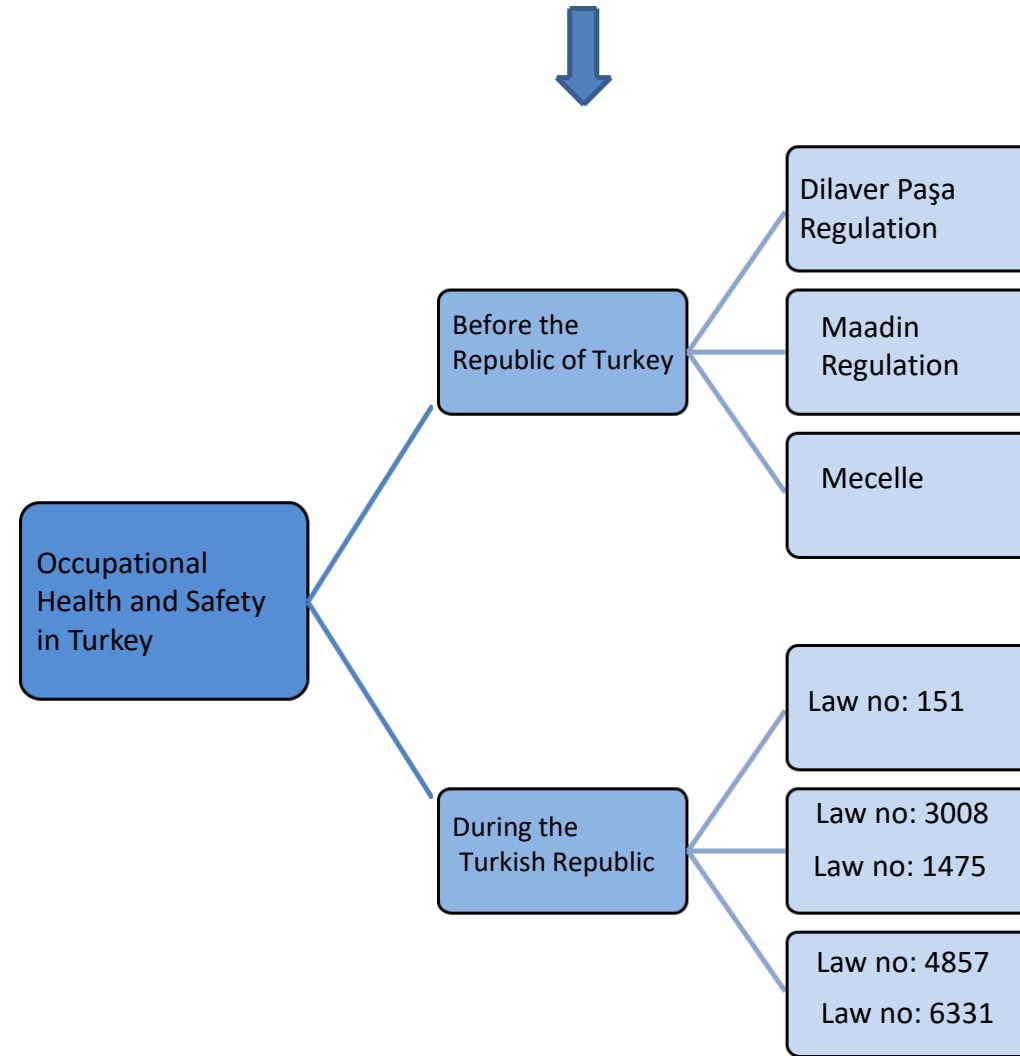 Occupational
Health and Safety
in Turkey
Before the
Republic of Turkey
Dilaver Paşa
Regulation
Maadin
Regulation
Mecelle
During the
Turkish Republic
Law no: 151
Law no: 3008
Law no: 1475
Law no: 4857
Law no: 6331